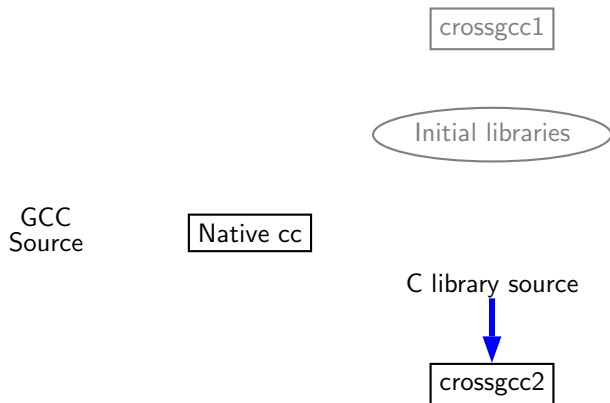 crossgcc1
Initial libraries
GCC
Source
Native cc
C library source
crossgcc2